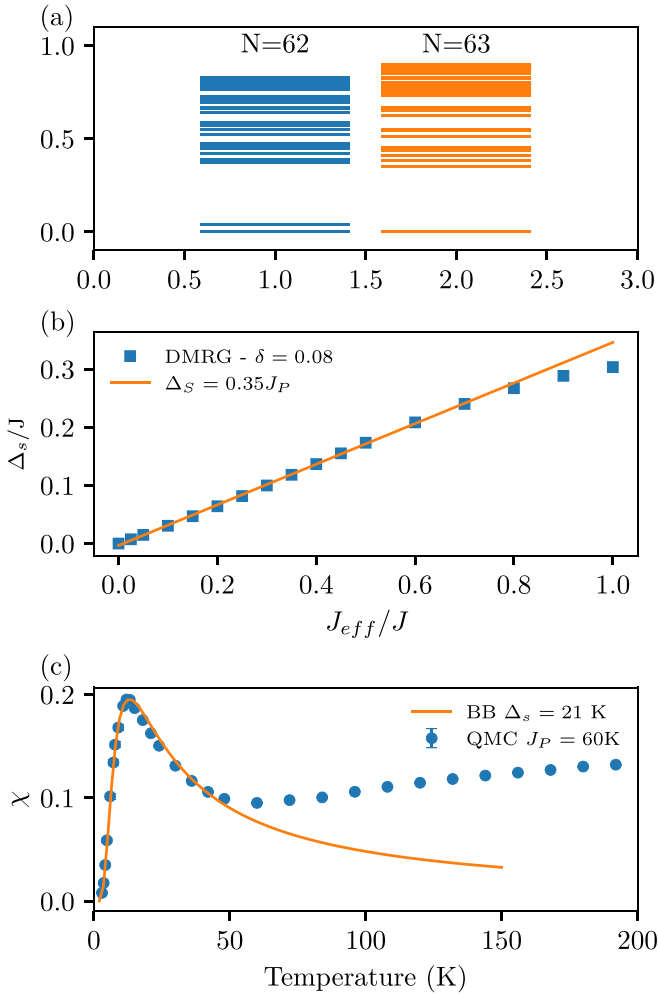 (a)
N=62 N=63
1.0
0.5
0.0
0.0 0.5 1.0 1.5 2.0 2.5 3.0
(b)
DMRG - δ = 0.08
Δ_S = 0.35J_P
Δ_s/J
0.3
0.2
0.1
0.0
0.0 0.2 0.4 0.6 0.8 1.0
J_{eff}/J
(c)
BB Δ_s = 21 K
QMC J_P = 60K
χ
0.2
0.1
0.0
0 50 100 150 200
Temperature (K)